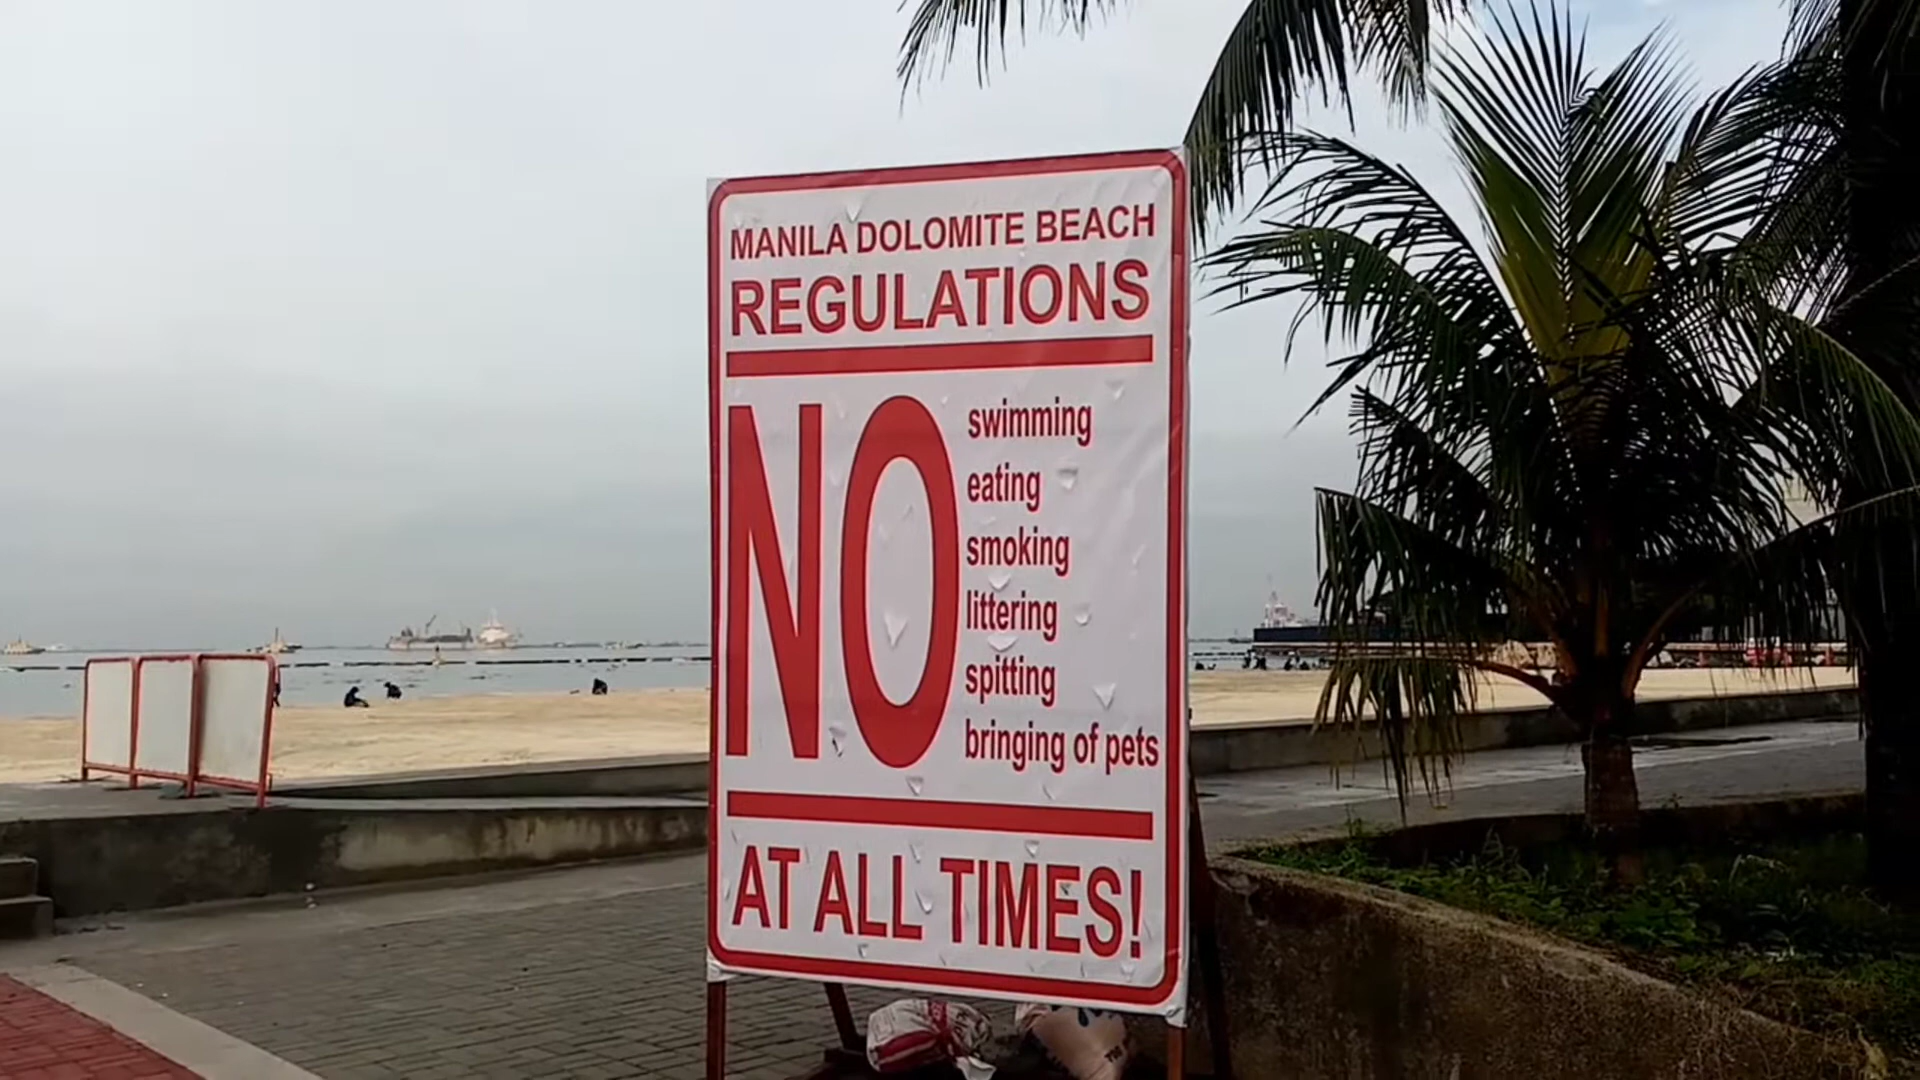 MANILA DOLOMITE BEACH
REGULATIONS
NO
swimming
eating
smoking
littering
spitting
bringing of pets
AT ALL TIMES!